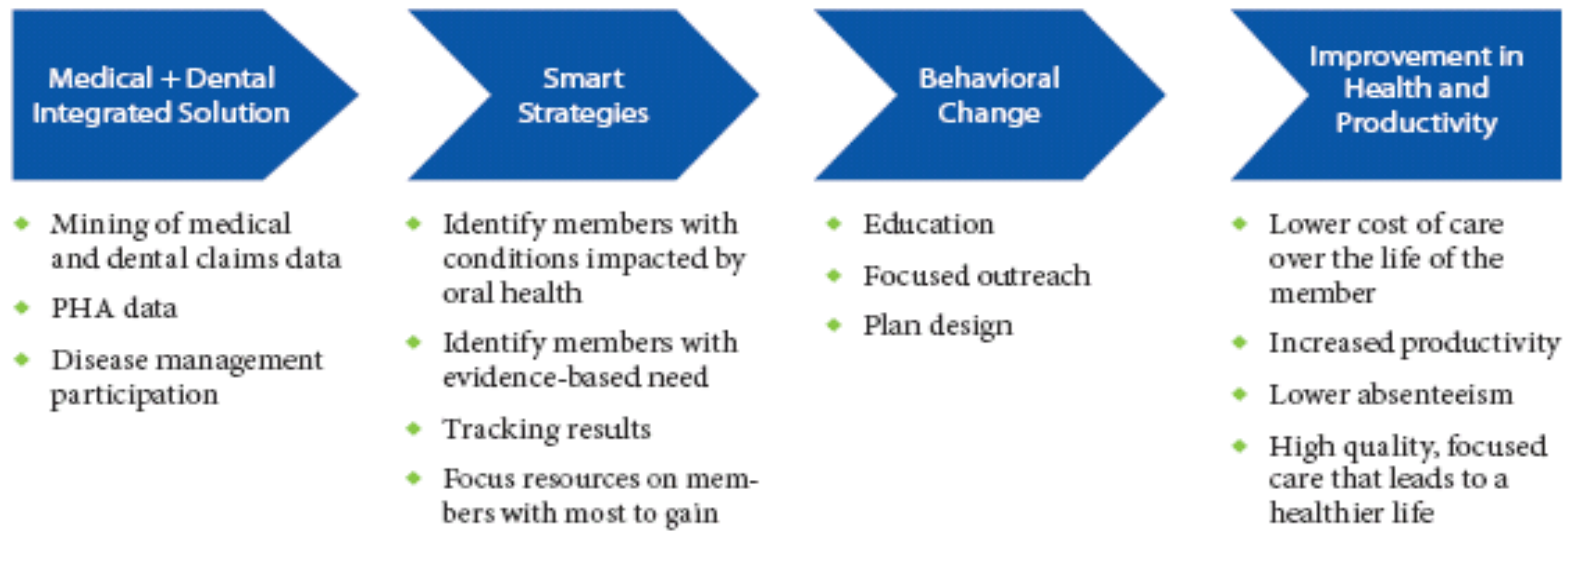 Medical + Dental
Integrated Solution
Mining of medical
and dental claims data
PHA data
Disease management
participation
Smart
Strategies
Identify members with
conditions impacted by
oral health
Identify members with
evidence-based need
Tracking results
Focus resources on mem-
bers with most to gain
Behavioral
Change
Education
Focused outreach
Plan design
Improvement in
Health and
Productivity
Lower cost of care
over the life of the
member
Increased productivity
Lower absenteeism
High quality, focused
care that leads to a
healthier life